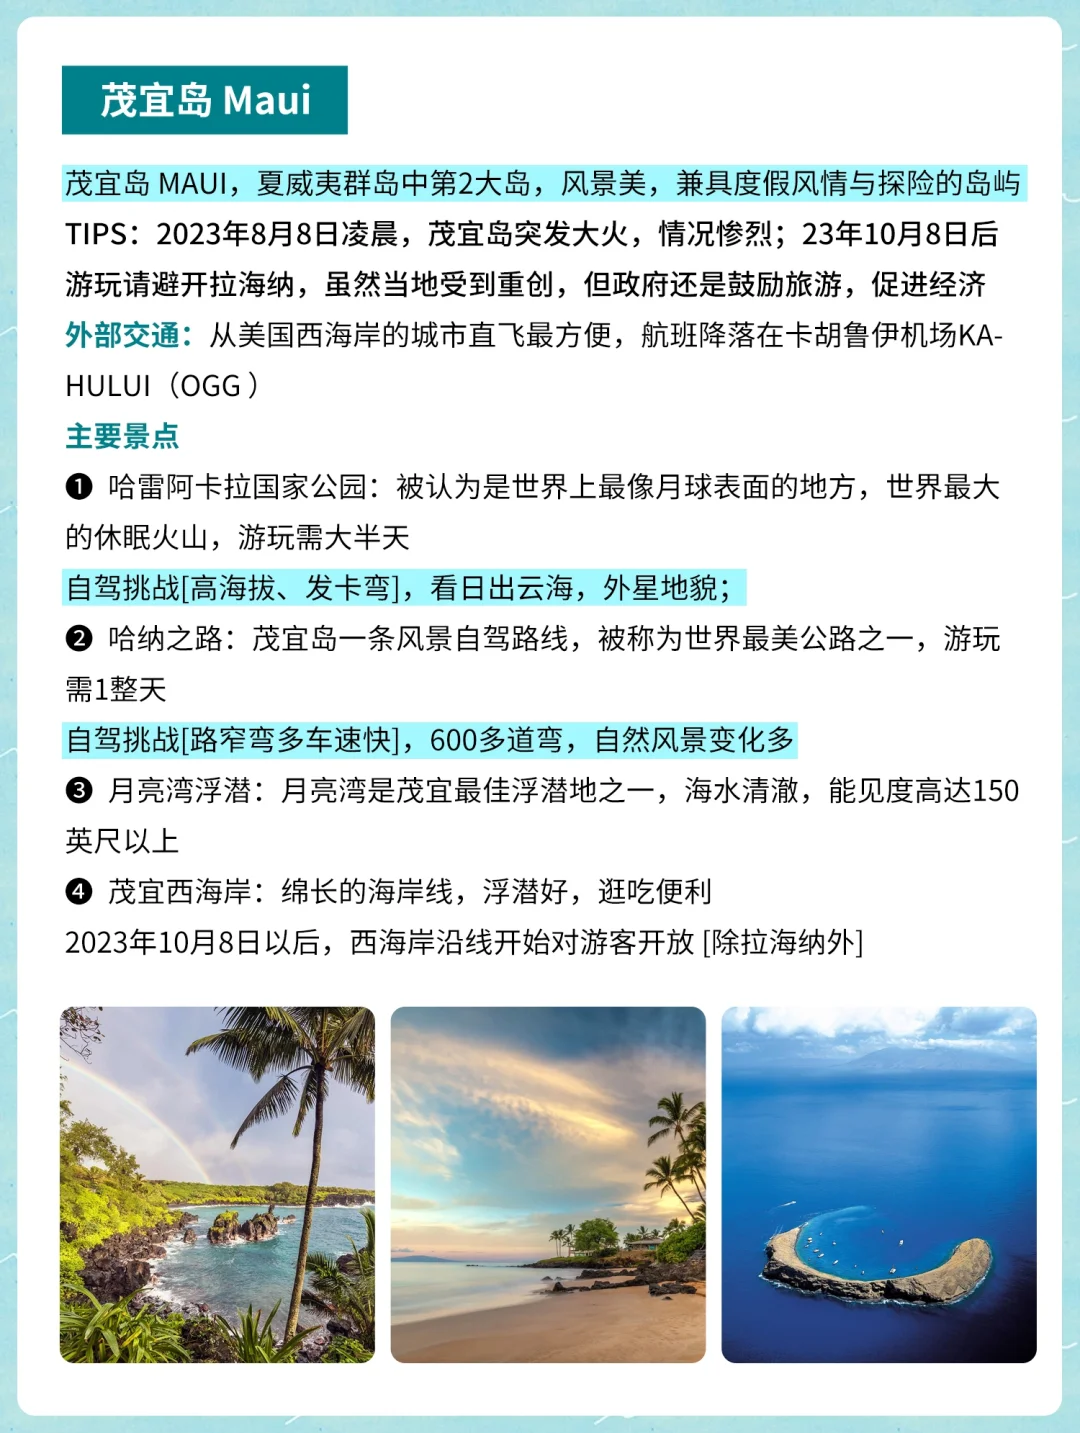 茂宜岛 Maui
茂宜岛 MAUI，夏威夷群岛中第2大岛，风景美，兼具度假风情与探险的岛屿
TIPS：2023年8月8日凌晨，茂宜岛突发大火，情况惨烈；23年10月8日后
游玩请避开拉海纳，虽然当地受到重创，但政府还是鼓励旅游，促进经济
外部交通：从美国西海岸的城市直飞最方便，航班降落在卡胡鲁伊机场KA-
HULUI（OGG ）
主要景点
❶ 哈雷阿卡拉国家公园：被认为是世界上最像月球表面的地方，世界最大
的休眠火山，游玩需大半天
自驾挑战[高海拔、发卡弯]，看日出云海，外星地貌；
❷ 哈纳之路：茂宜岛一条风景自驾路线，被称为世界最美公路之一，游玩
需1整天
自驾挑战[路窄弯多车速快]，600多道弯，自然风景变化多
❸ 月亮湾浮潜：月亮湾是茂宜最佳浮潜地之一，海水清澈，能见度高达150
英尺以上
❹ 茂宜西海岸：绵长的海岸线，浮潜好，逛吃便利
2023年10月8日以后，西海岸沿线开始对游客开放 [除拉海纳外]